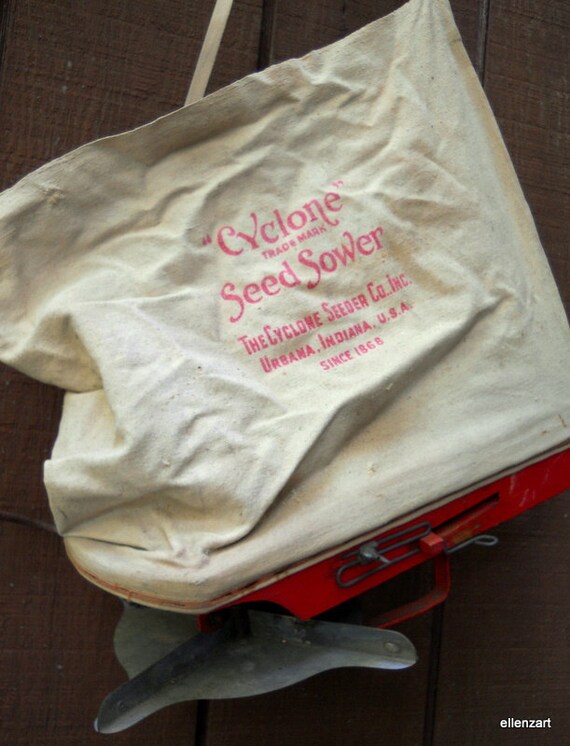 "Cyclone"
TRADE MARK
Seed Sower
THE CYCLONE SEEDER CO. INC.
URBANA, INDIANA, U.S.A.
SINCE 1868
ellenzart